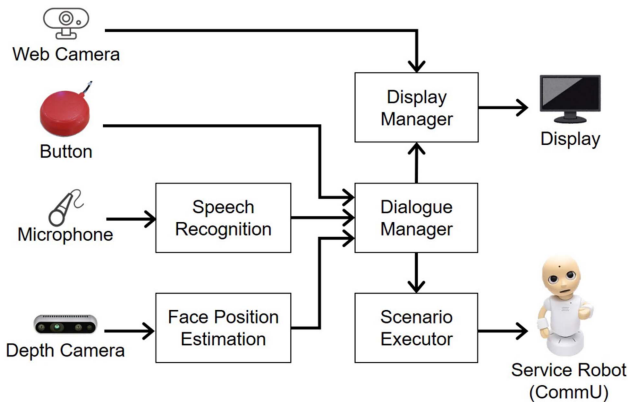 Web Camera
Button
Microphone
Depth Camera
Speech
Recognition
Face Position
Estimation
Display
Manager
Dialogue
Manager
Scenario
Executor
Display
Service Robot
(CommU)